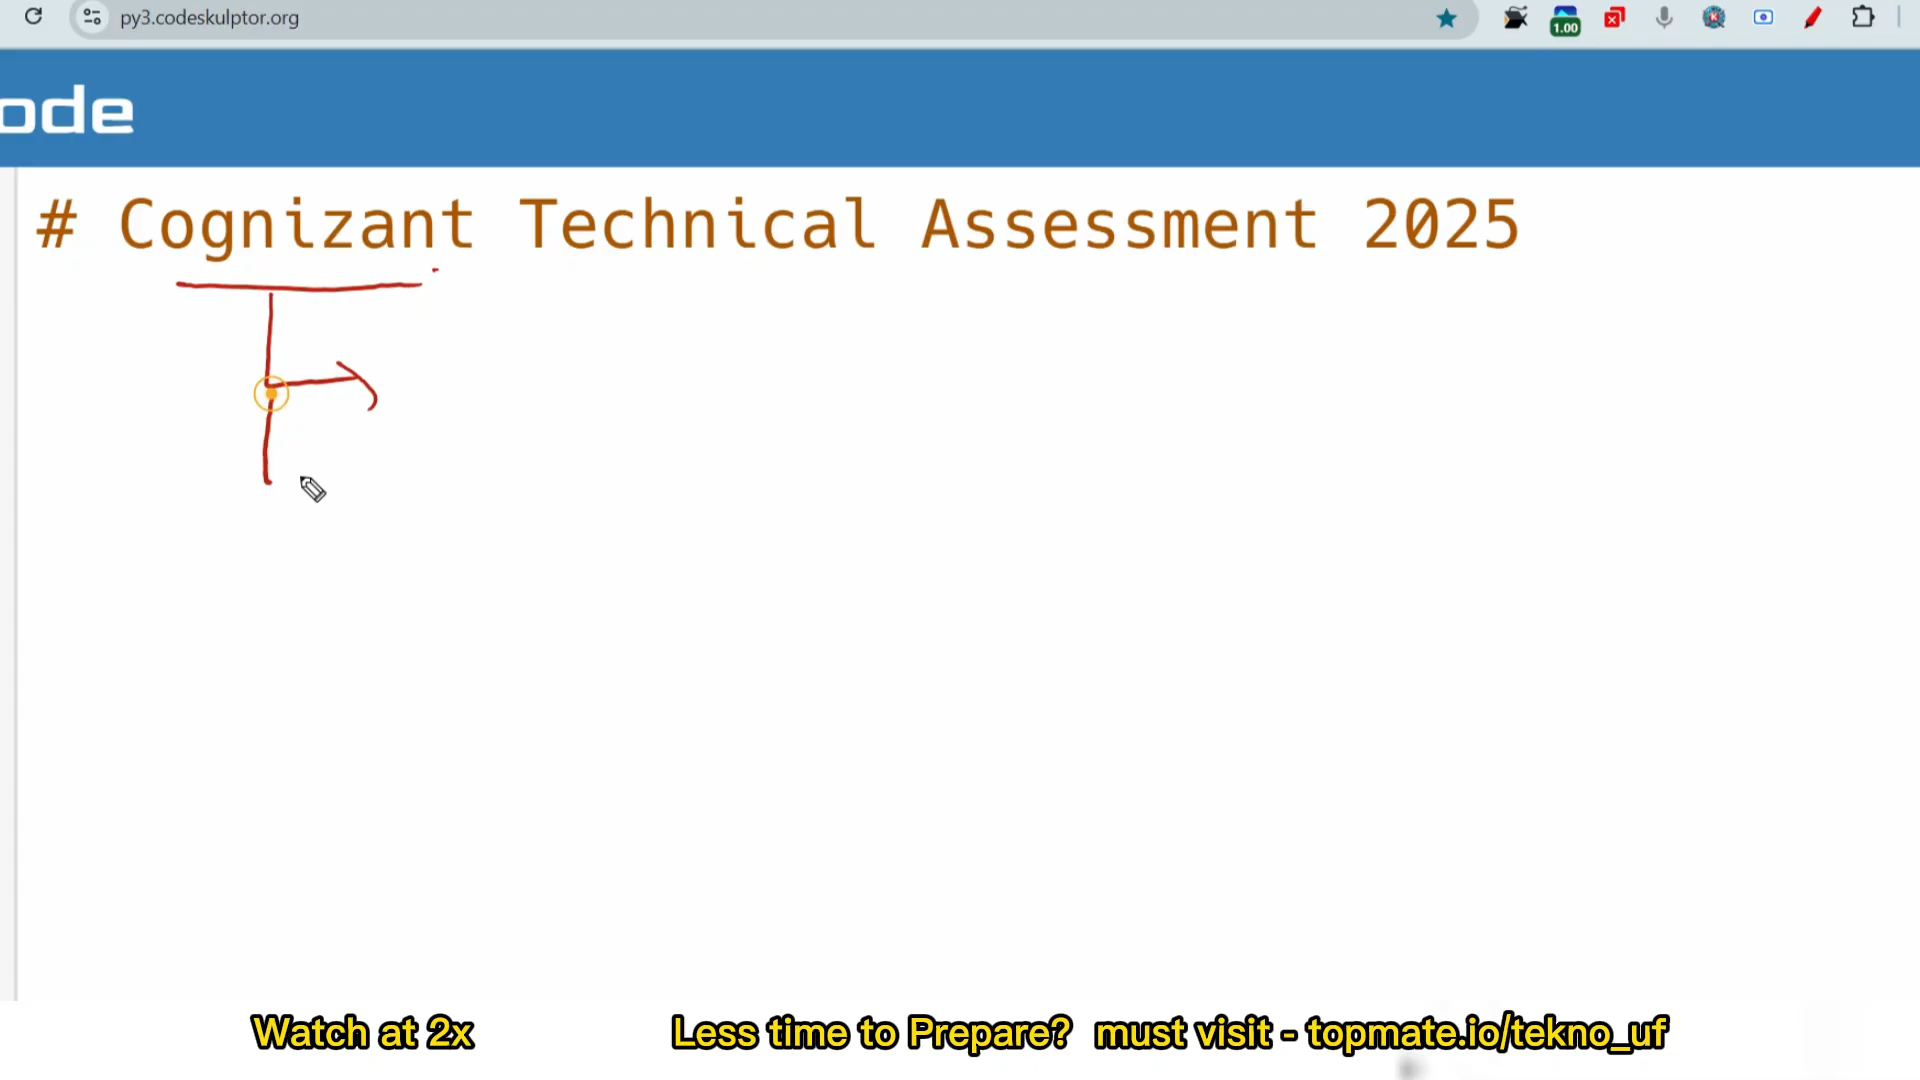 py3.codeskulptor.org
1.00
ode
# Cognizant Technical Assessment 2025
Watch at 2x
Less time to Prepare? must visit - topmate.io/tekno_uf